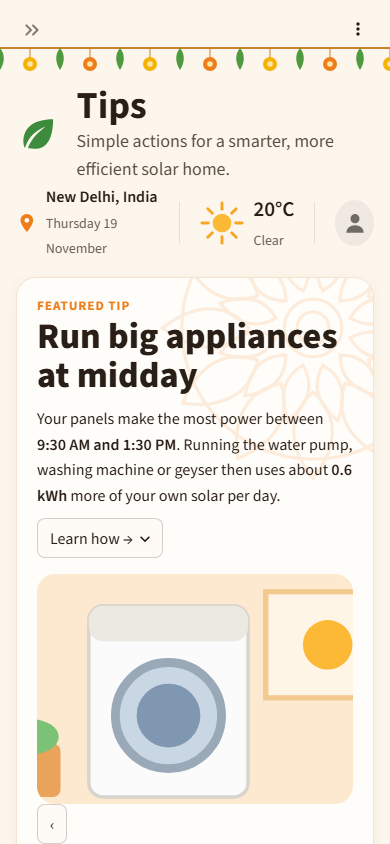 Tips
Simple actions for a smarter, more
efficient solar home.
New Delhi, India
Thursday 19
November
20°C
Clear
FEATURED TIP
Run big appliances
at midday
Your panels make the most power between
9:30 AM and 1:30 PM. Running the water pump,
washing machine or geyser then uses about 0.6
kWh more of your own solar per day.
Learn how →